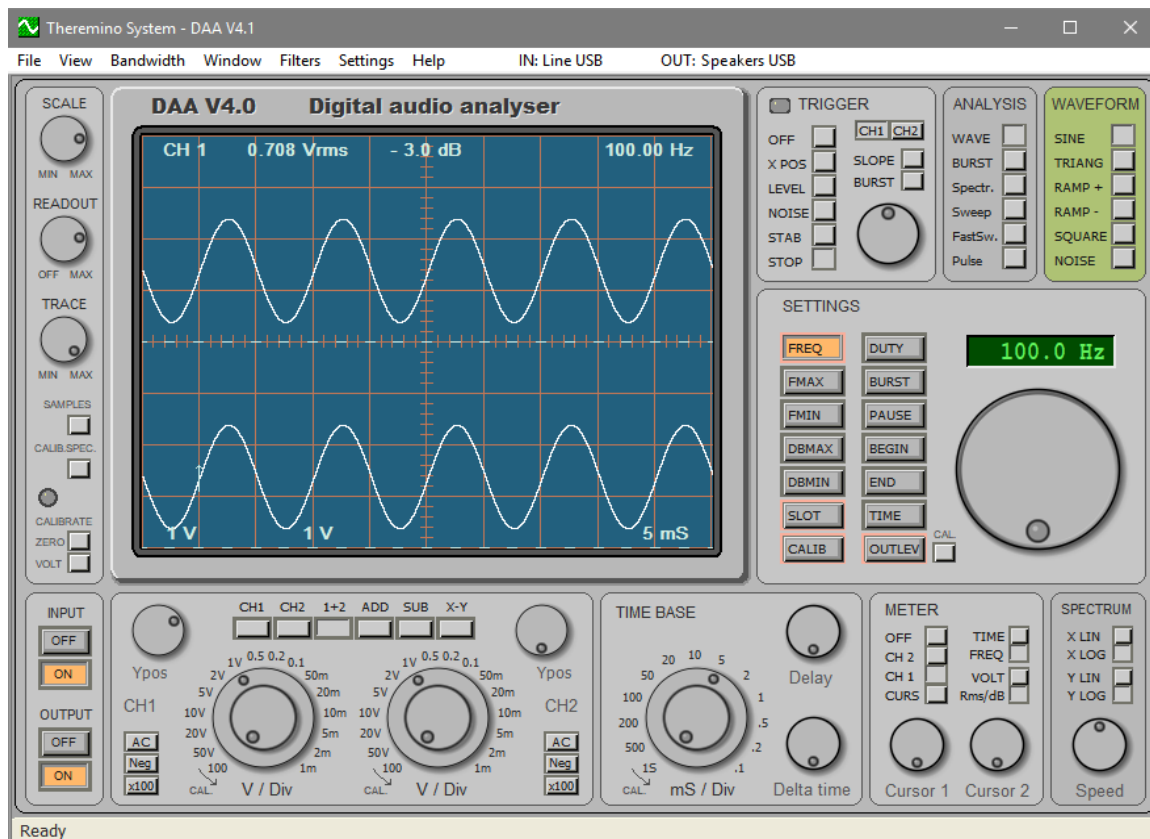 Theremino System - DAA V4.1
File View Bandwidth Window Filters Settings Help IN: Line USB OUT: Speakers USB
SCALE
MIN MAX
READOUT
OFF MAX
TRACE
MIN MAX
SAMPLES
CALIB.SPEC.
CALIBRATE
ZERO
VOLT
DAA V4.0 Digital audio analyser
CH 1 0.708 Vrms - 3.0 dB 100.00 Hz
1 V 1 V 5 mS
TRIGGER
OFF
X POS
LEVEL
NOISE
STAB
STOP
CH1 CH2
SLOPE
BURST
ANALYSIS
WAVE
BURST
Spectr.
Sweep
FastSw.
Pulse
WAVEFORM
SINE
TRIANG
RAMP +
RAMP -
SQUARE
NOISE
SETTINGS
FREQ DUTY
FMAX BURST
FMIN PAUSE
DBMAX BEGIN
DBMIN END
SLOT TIME
CALIB OUTLEV
CAL.
100.0 Hz
INPUT
OFF
ON
OUTPUT
OFF
ON
CH1 CH2 1+2 ADD SUB X-Y
Ypos
CH1
AC
Neg
x100
1V 0.5 0.2 0.1
2V 50m
5V 20m
10V 10m
20V 5m
50V 2m
100 1m
CAL. V / Div
1V 0.5 0.2 0.1
2V 50m
5V 20m
10V 10m
20V 5m
50V 2m
100 1m
CAL. V / Div
Ypos
CH2
AC
Neg
x100
TIME BASE
20 10 5
50 2
100 1
200 .5
500 .2
1S .1
CAL. mS / Div
Delay
Delta time
METER
OFF
CH 2
CH 1
CURS
TIME
FREQ
VOLT
Rms/dB
Cursor 1 Cursor 2
SPECTRUM
X LIN
X LOG
Y LIN
Y LOG
Speed
Ready